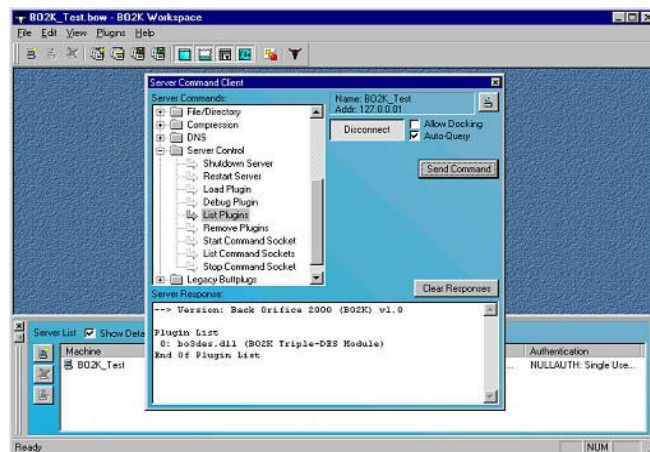 BO2K_Test.bow - BO2K Workspace
File Edit View Plugins Help
Server Command Client
Server Commands:
File/Directory
Compression
DNS
Server Control
Shutdown Server
Restart Server
Load Plugin
Debug Plugin
List Plugins
Remove Plugins
Start Command Socket
List Command Sockets
Stop Command Socket
Legacy Buttplugs
Name: BO2K_Test
Addr: 127.0.0.01
Disconnect
Allow Docking
Auto-Query
Send Command
Clear Responses
Server Response:
--> Version: Back Orifice 2000 (BO2K) v1.0
Plugin List
0: bo3des.dll (BO2K Triple-DES Module)
End Of Plugin List
Server List Show Deta
Machine
Authentication
BO2K_Test
... NULLAUTH: Single Use...
Ready
NUM